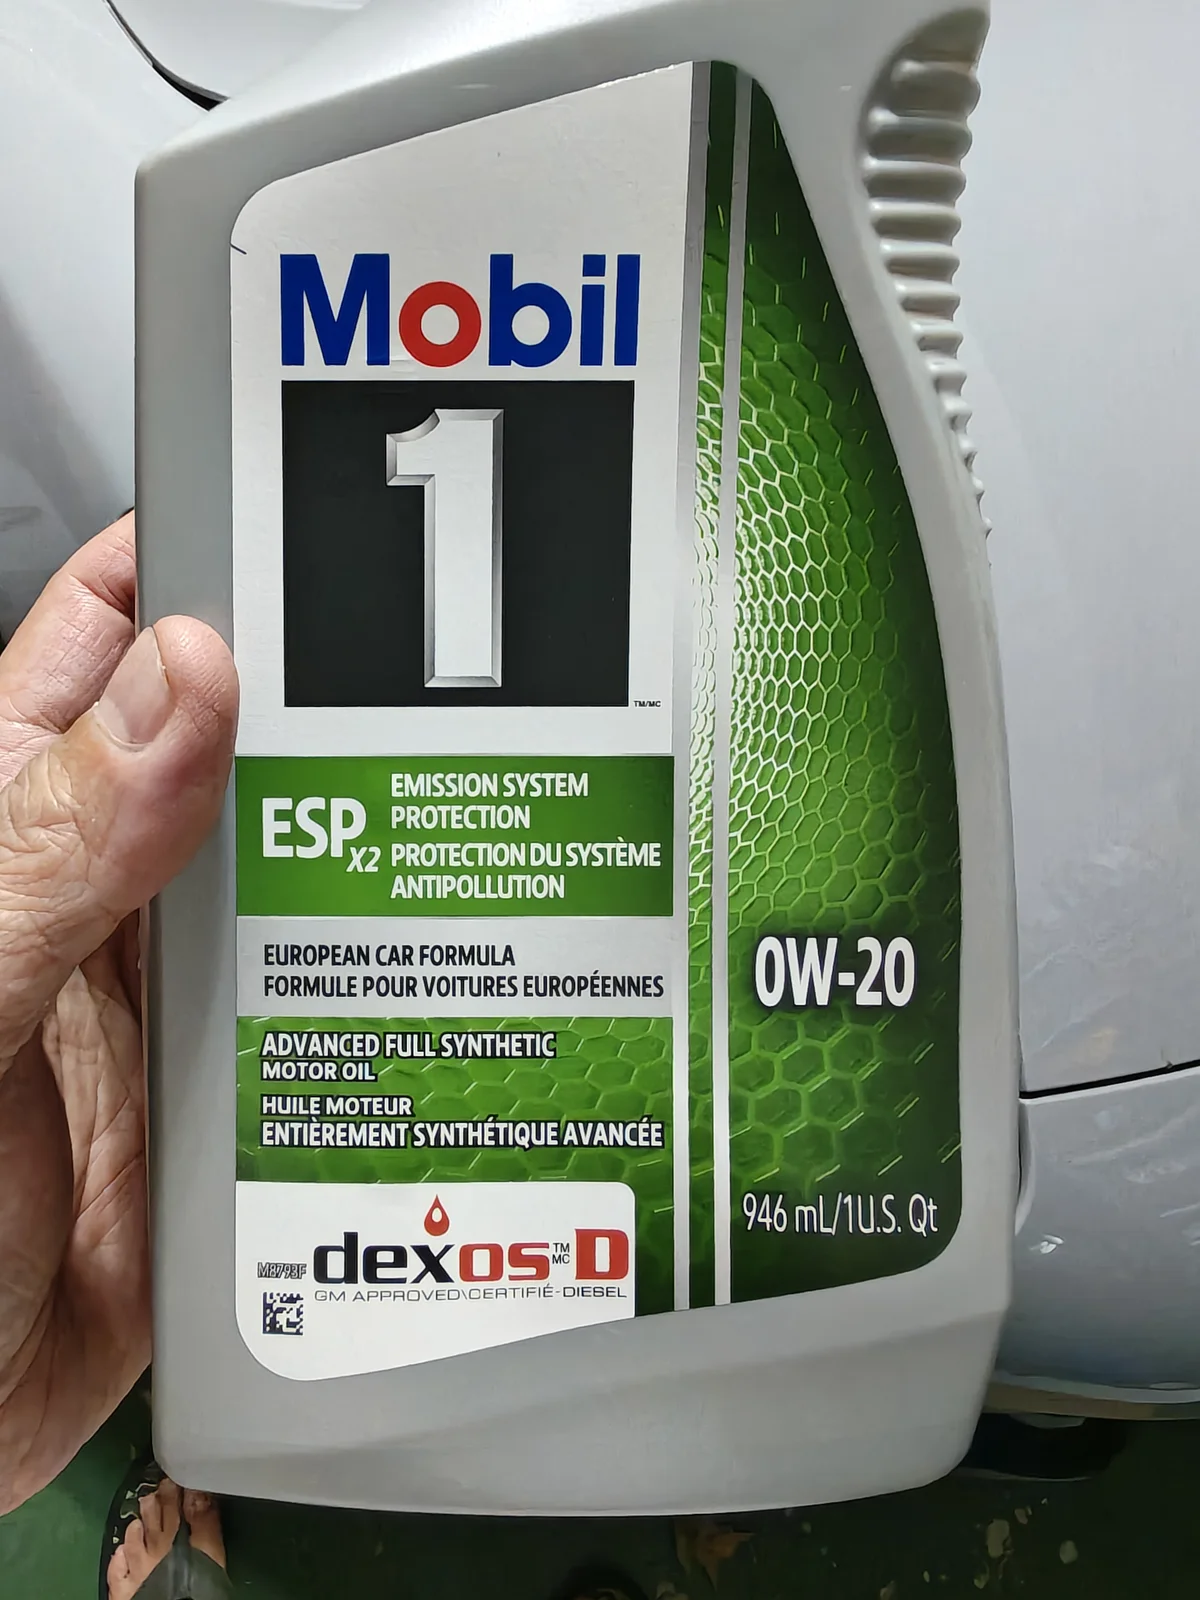 Mobil
1
TM/MC
ESP X2
EMISSION SYSTEM
PROTECTION
PROTECTION DU SYSTÈME
ANTIPOLLUTION
EUROPEAN CAR FORMULA
FORMULE POUR VOITURES EUROPÉENNES
0W-20
ADVANCED FULL SYNTHETIC
MOTOR OIL
HUILE MOTEUR
ENTIÈREMENT SYNTHÉTIQUE AVANCÉE
946 mL/1U.S. Qt
M8793F
dexos TM MC D
GM APPROVED\CERTIFIÉ-DIESEL